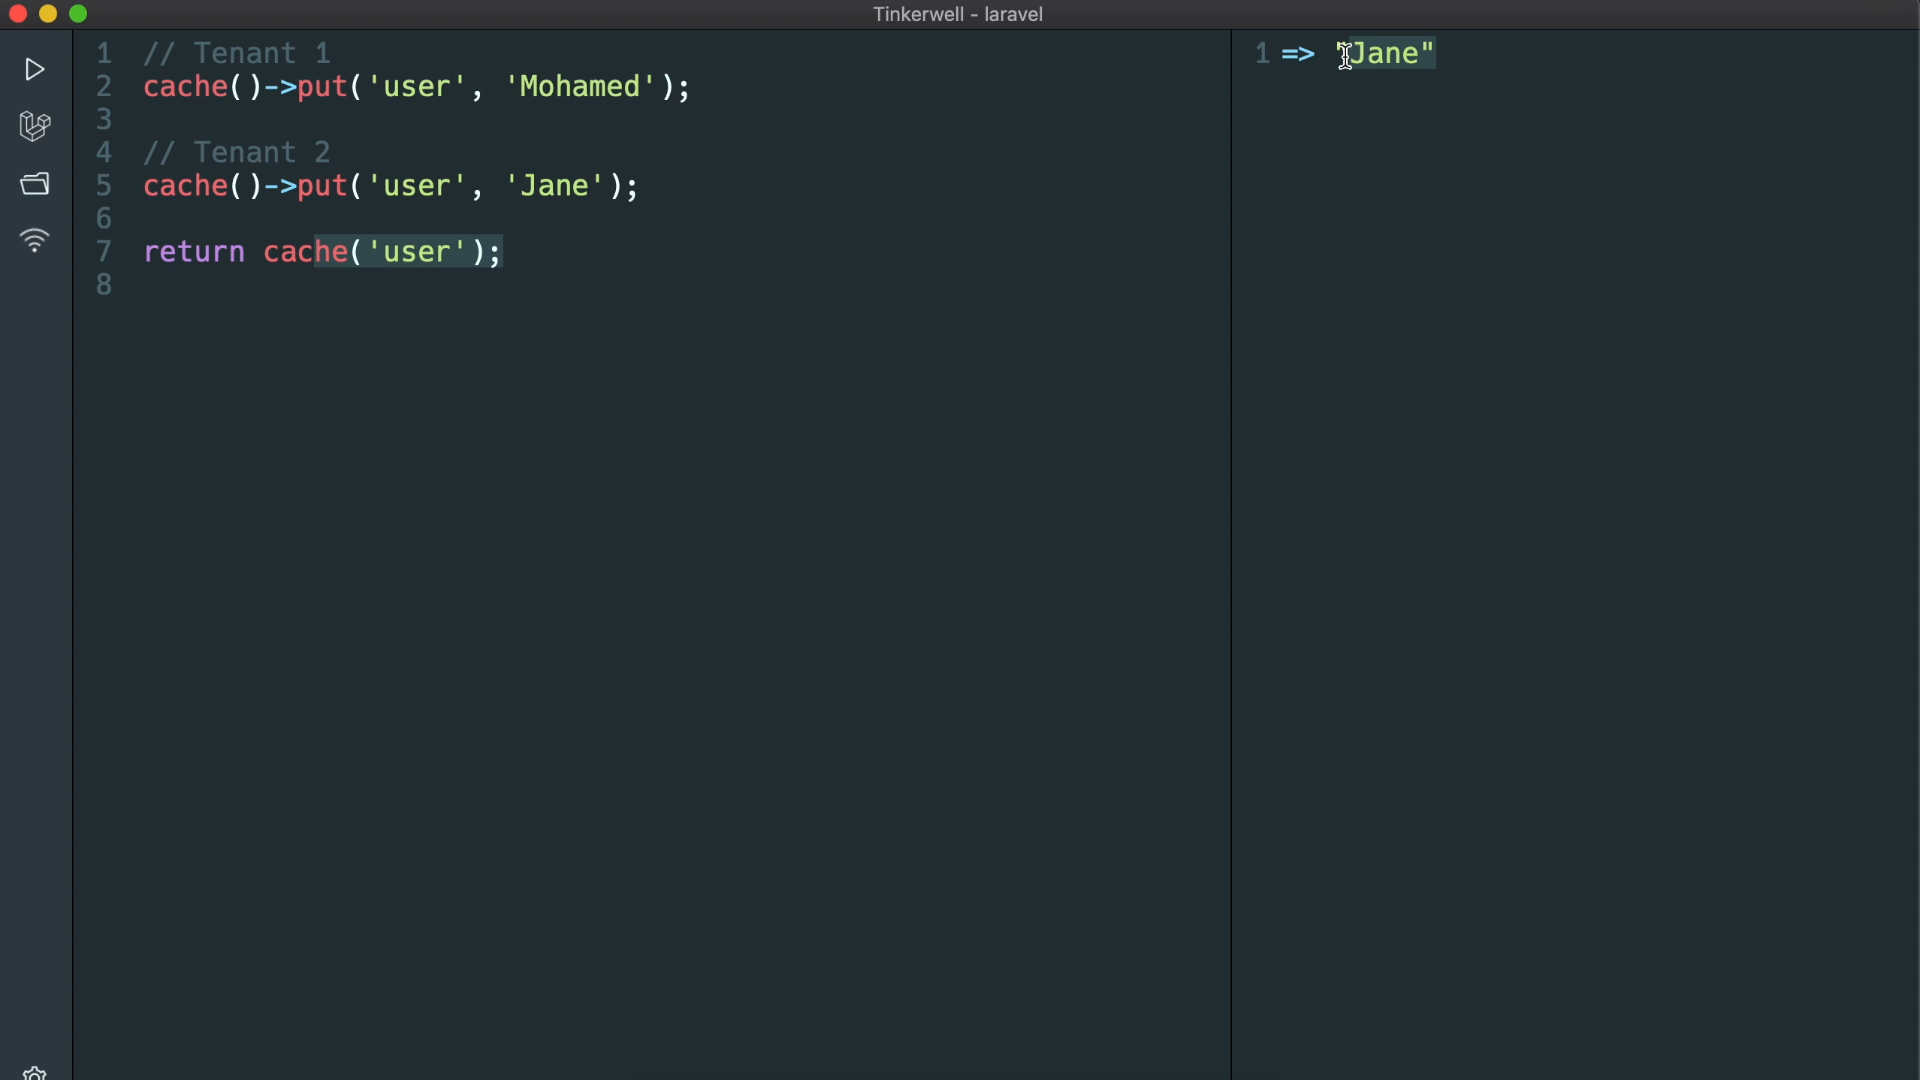 Tinkerwell - laravel
1 // Tenant 1
2 cache()->put('user', 'Mohamed');
3
4 // Tenant 2
5 cache()->put('user', 'Jane');
6
7 return cache('user');
8
1 => "Jane"